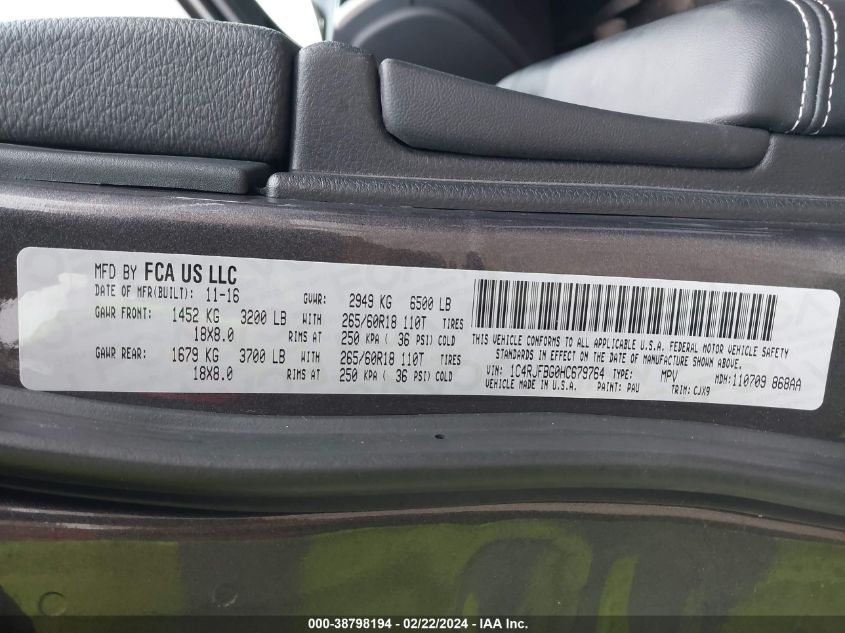 MFD BY FCA US LLC
DATE OF MFR(BUILT): 11-16 GVWR: 2949 KG 6500 LB
GAWR FRONT: 1452 KG 3200 LB WITH 265/60R18 110T TIRES
18X8.0 RIMS AT 250 KPA ( 36 PSI) COLD
GAWR REAR: 1679 KG 3700 LB WITH 265/60R18 110T TIRES
18X8.0 RIMS AT 250 KPA ( 36 PSI) COLD
THIS VEHICLE CONFORMS TO ALL APPLICABLE U.S.A. FEDERAL MOTOR VEHICLE SAFETY
STANDARDS IN EFFECT ON THE DATE OF MANUFACTURE SHOWN ABOVE.
VIN: 1C4RJFBG0HC679764 TYPE: MPV MDH: 110709 868AA
VEHICLE MADE IN U.S.A. PAINT: PAU TRIM: CJX9
000-38798194 - 02/22/2024 - IAA Inc.